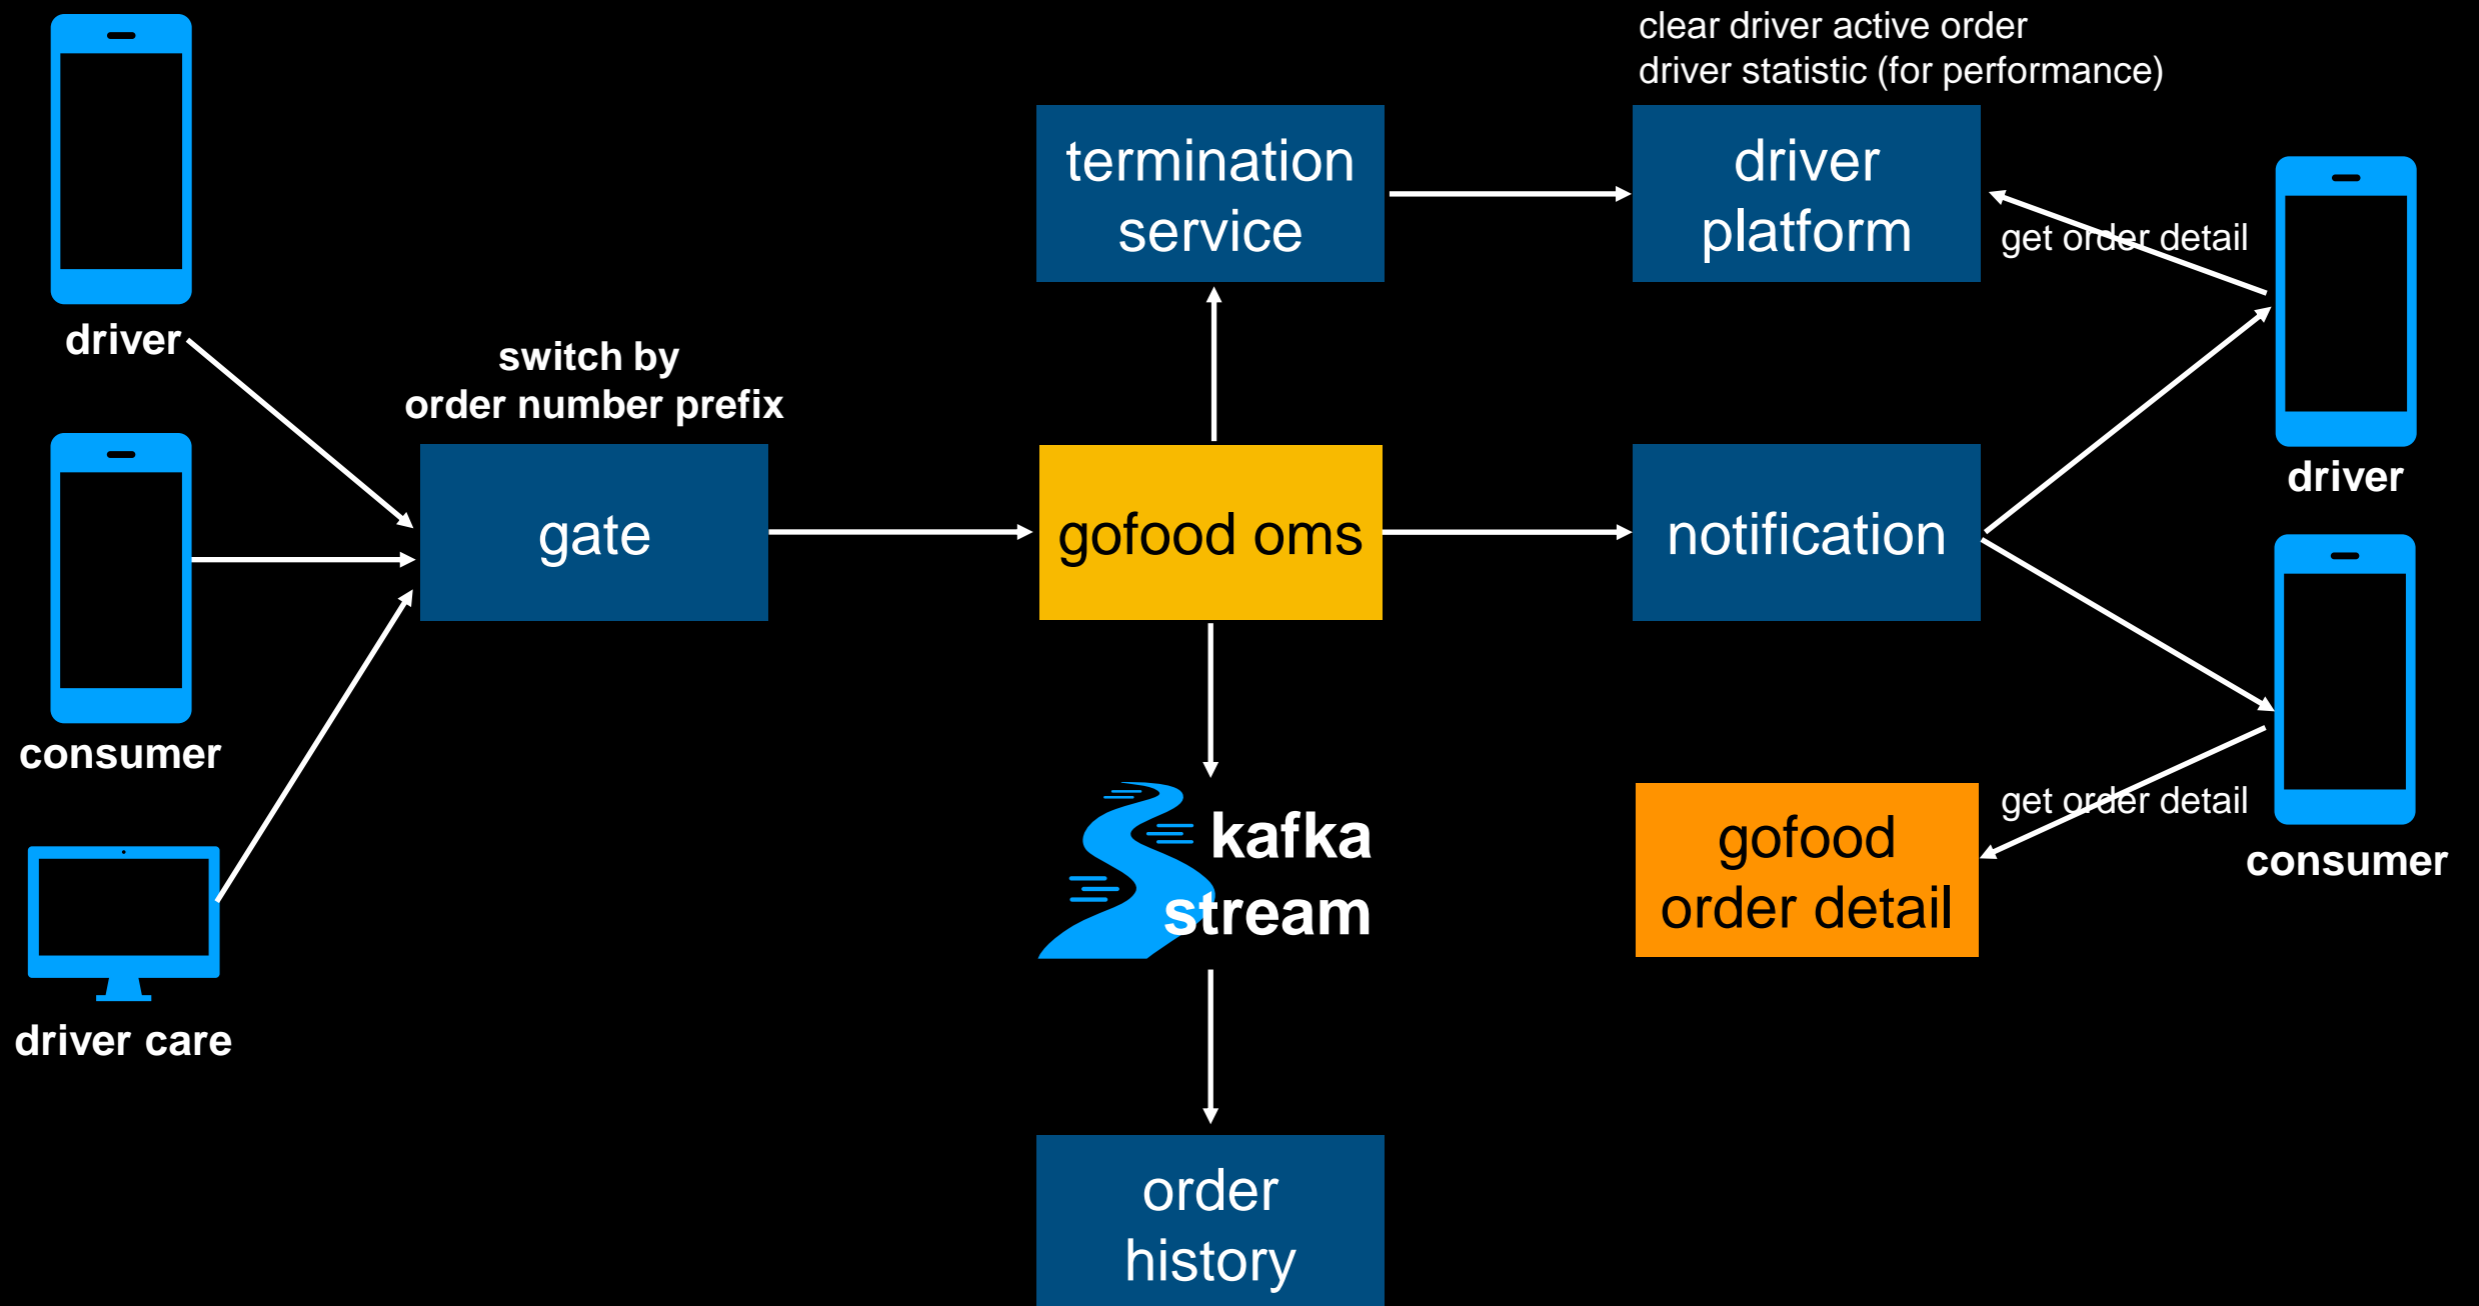 clear driver active order
driver statistic (for performance)
driver
switch by
order number prefix
termination
service
driver
platform
get order detail
driver
gate
gofood oms
notification
consumer
kafka
stream
gofood
order detail
get order detail
consumer
driver care
order
history